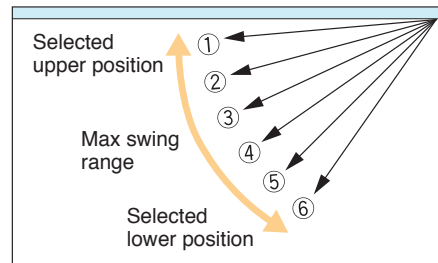 Selected
upper position
①
②
③
④
⑤
⑥
Max swing
range
Selected
lower position